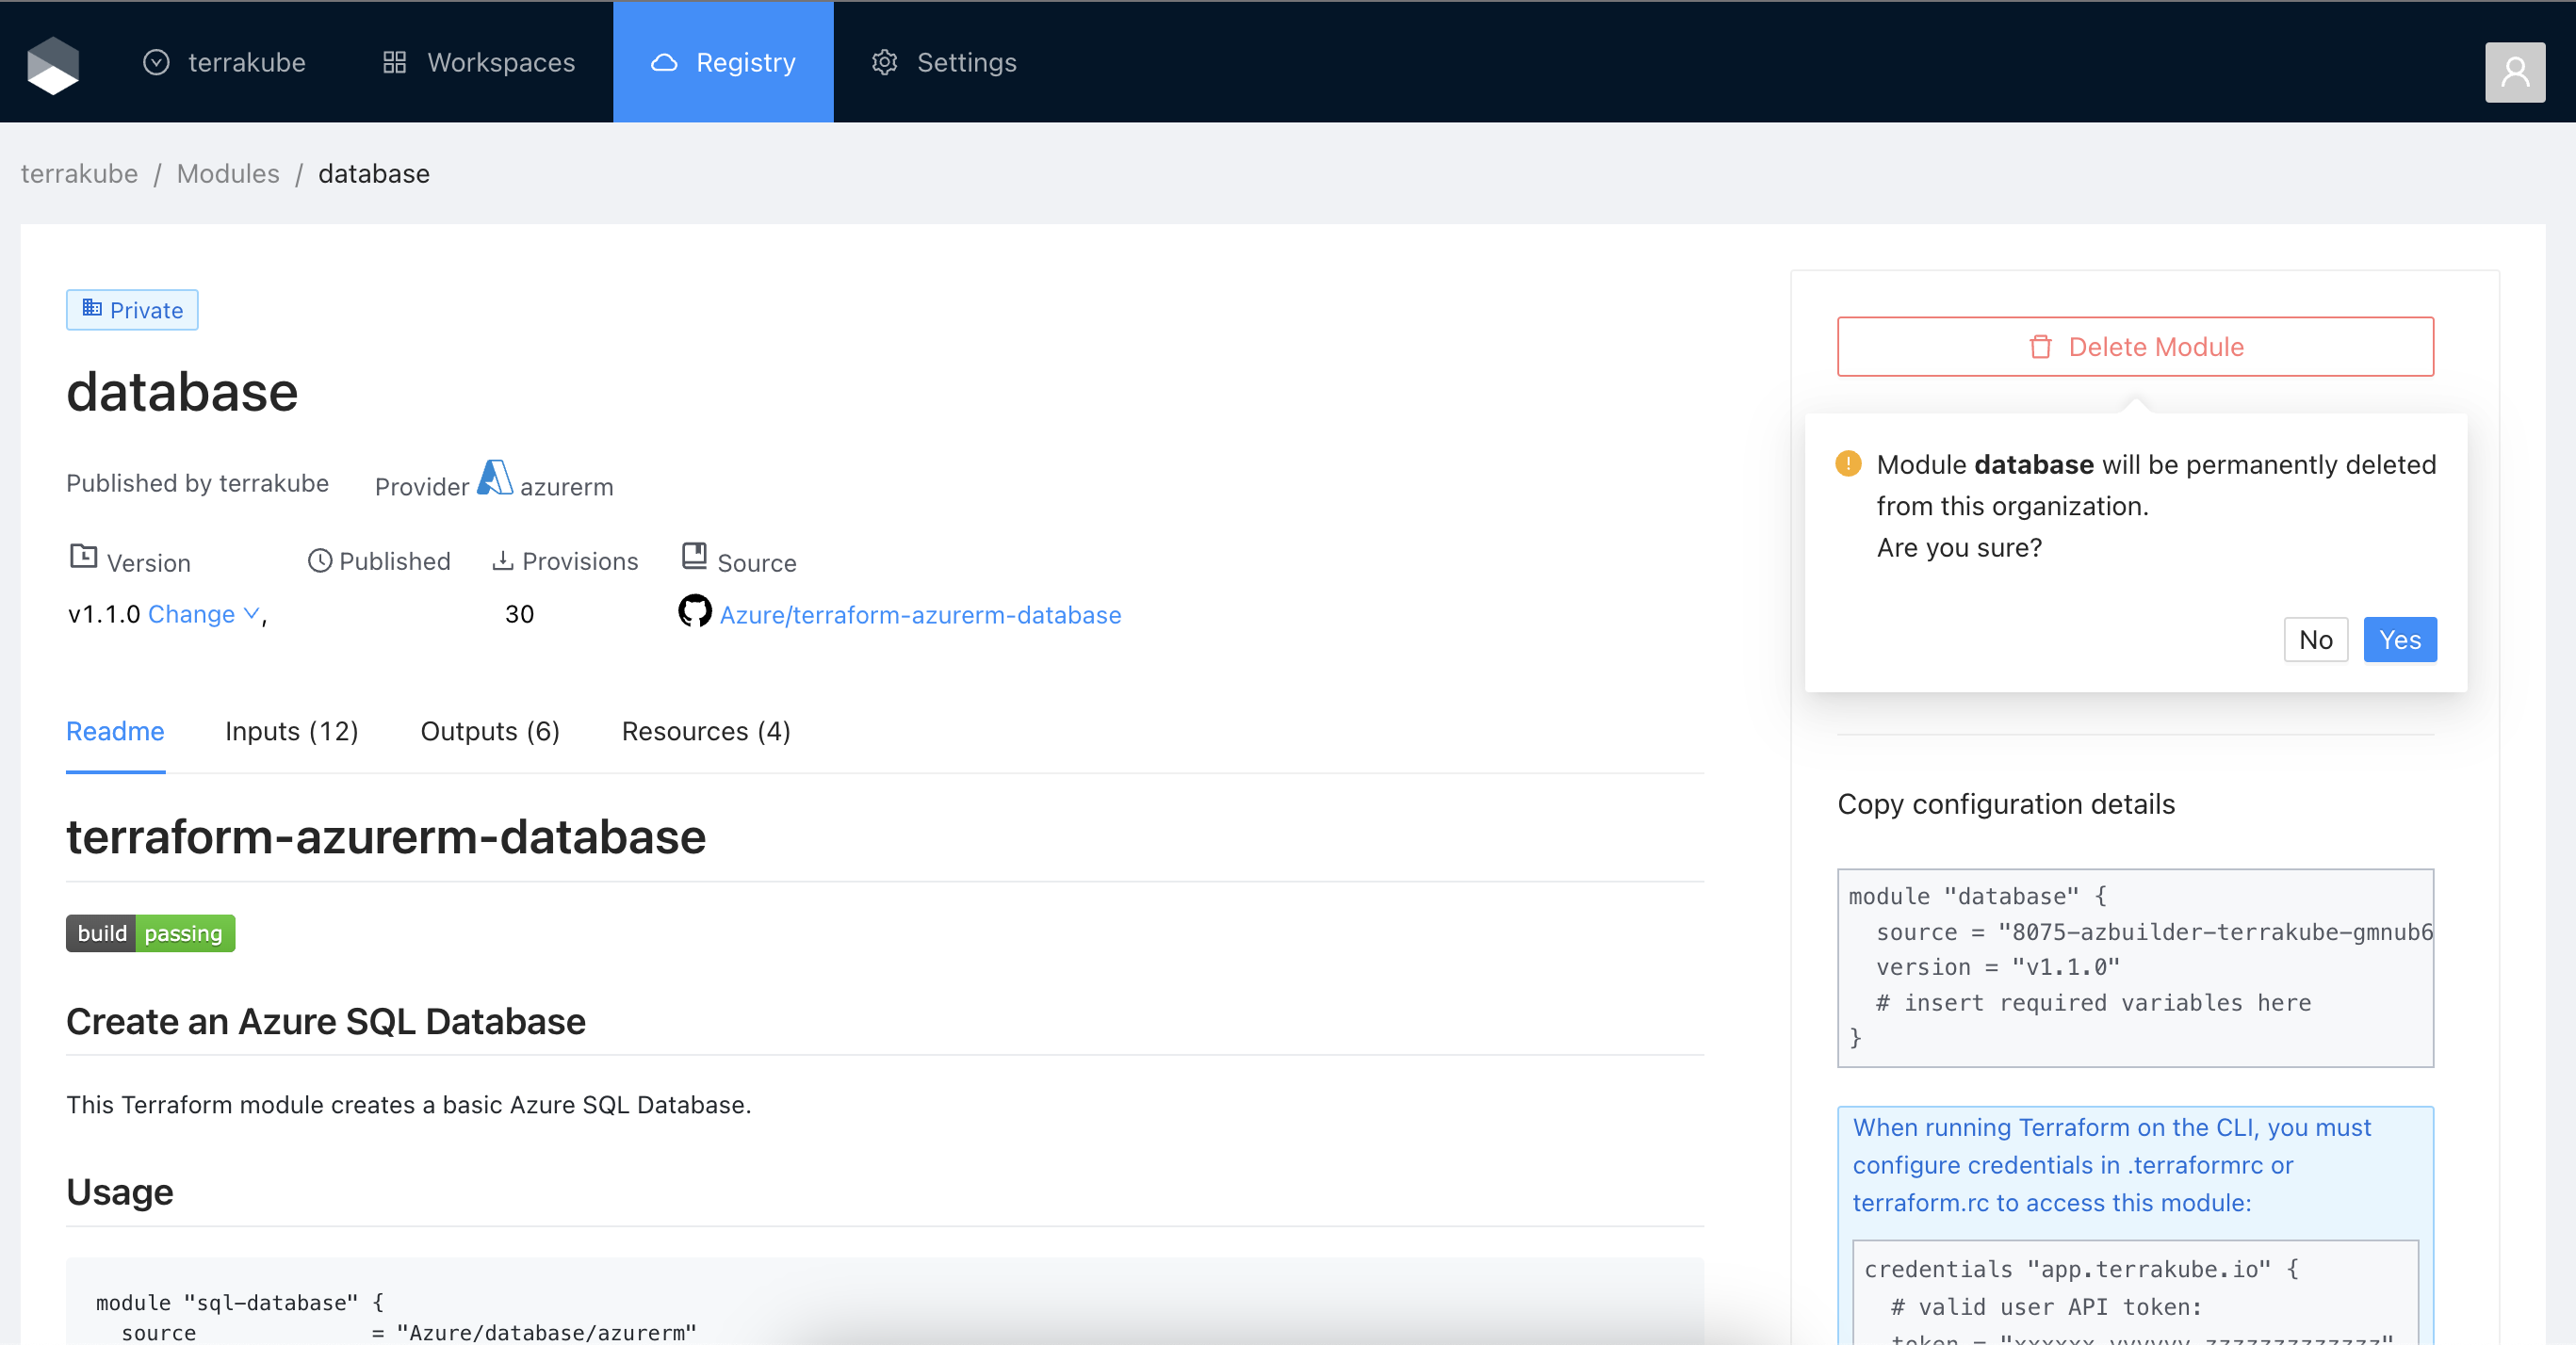 terrakube
Workspaces
Registry
Settings
terrakube / Modules / database
Private
database
Published by terrakube
Provider azurerm
Version
Published
Provisions
Source
v1.1.0 Change ,
30
Azure/terraform-azurerm-database
Readme
Inputs (12)
Outputs (6)
Resources (4)
terraform-azurerm-database
build passing
Create an Azure SQL Database
This Terraform module creates a basic Azure SQL Database.
Usage
module "sql-database" {
source = "Azure/database/azurerm"
Delete Module
Module database will be permanently deleted
from this organization.
Are you sure?
No
Yes
Copy configuration details
module "database" {
source = "8075-azbuilder-terrakube-gmnub6
version = "v1.1.0"
# insert required variables here
}
When running Terraform on the CLI, you must
configure credentials in .terraformrc or
terraform.rc to access this module:
credentials "app.terrakube.io" {
# valid user API token:
token = "xxxxxx.yyyyyy.zzzzzzzzzzzzz"